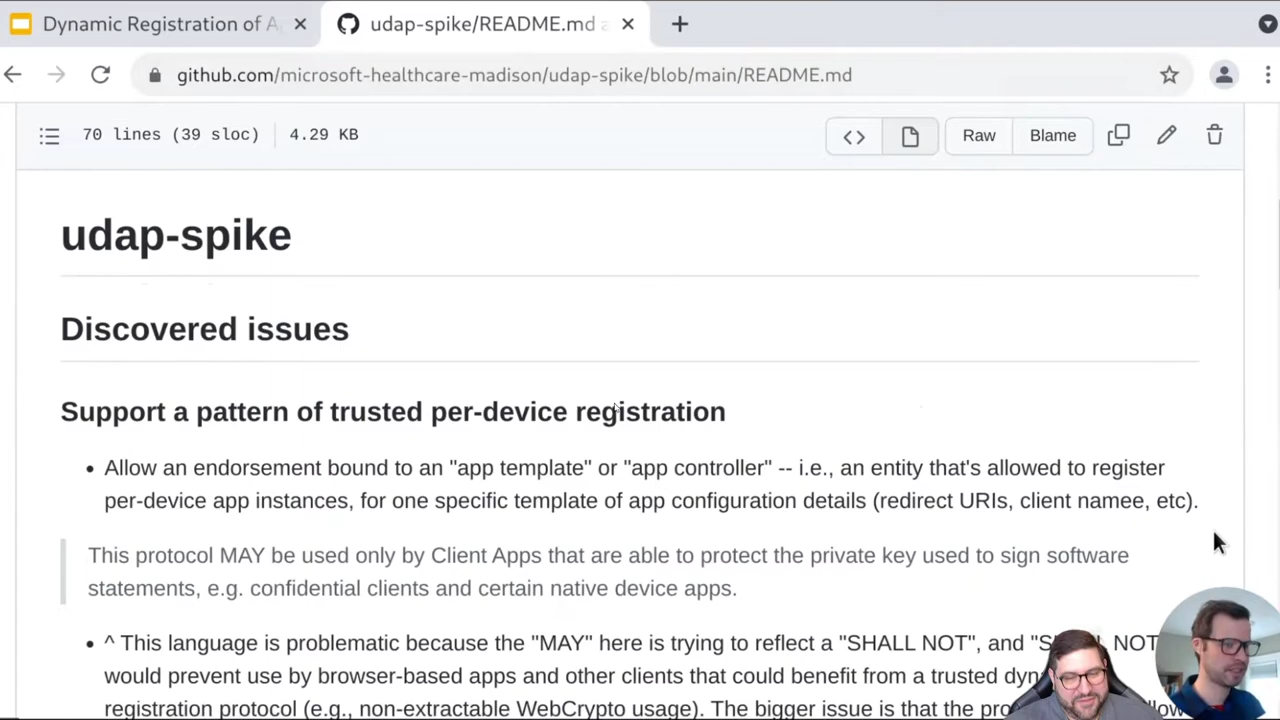 Dynamic Registration of A
udap-spike/README.md a
github.com/microsoft-healthcare-madison/udap-spike/blob/main/README.md
70 lines (39 sloc) 4.29 KB
Raw Blame
udap-spike
Discovered issues
Support a pattern of trusted per-device registration
• Allow an endorsement bound to an "app template" or "app controller" -- i.e., an entity that's allowed to register
per-device app instances, for one specific template of app configuration details (redirect URIs, client namee, etc).
This protocol MAY be used only by Client Apps that are able to protect the private key used to sign software
statements, e.g. confidential clients and certain native device apps.
• ^ This language is problematic because the "MAY" here is trying to reflect a "SHALL NOT", and NOT
would prevent use by browser-based apps and other clients that could benefit from a trusted
registration protocol (e.g., non-extractable WebCrypto usage). The bigger issue is that the